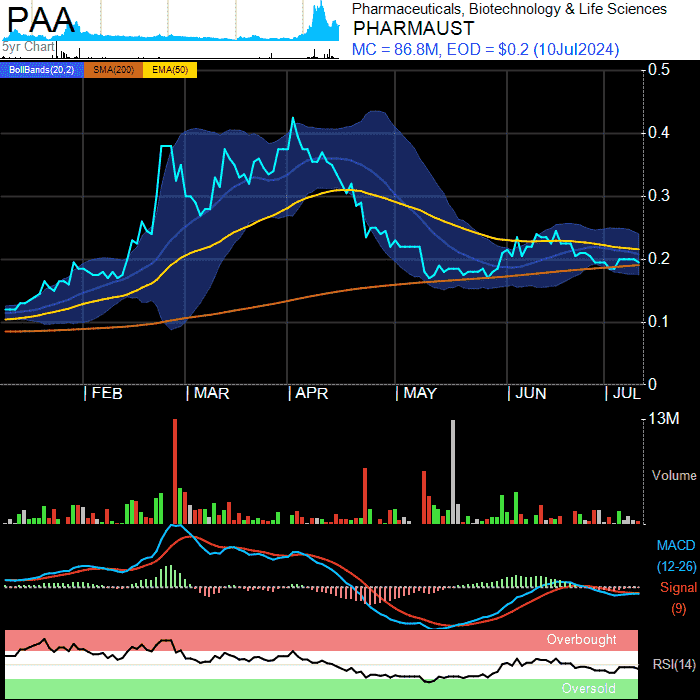 PAA
5yr Chart
Pharmaceuticals, Biotechnology & Life Sciences
PHARMAUST
MC = 86.8M, EOD = $0.2 (10Jul2024)
BollBands(20,2) SMA(200) EMA(50)
0.5
0.4
0.3
0.2
0.1
0
FEB MAR APR MAY JUN JUL
13M
Volume
MACD
(12-26)
Signal
(9)
Overbought
RSI(14)
Oversold